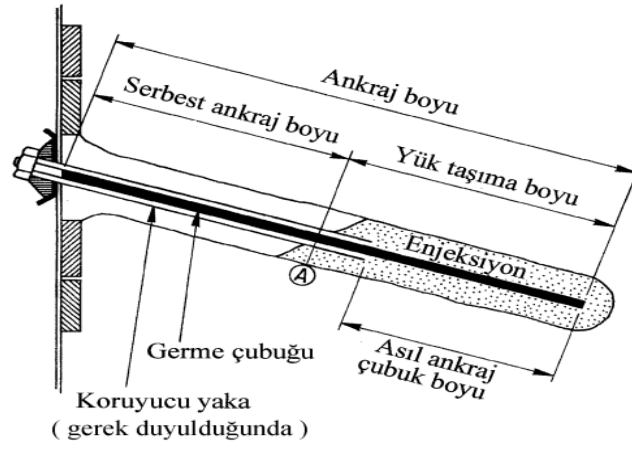 Ankraj boyu
Serbest ankraj boyu
Yük taşıma boyu
Enjeksiyon
A
Germe çubuğu
Asıl ankraj
çubuk boyu
Koruyucu yaka
( gerek duyulduğunda )